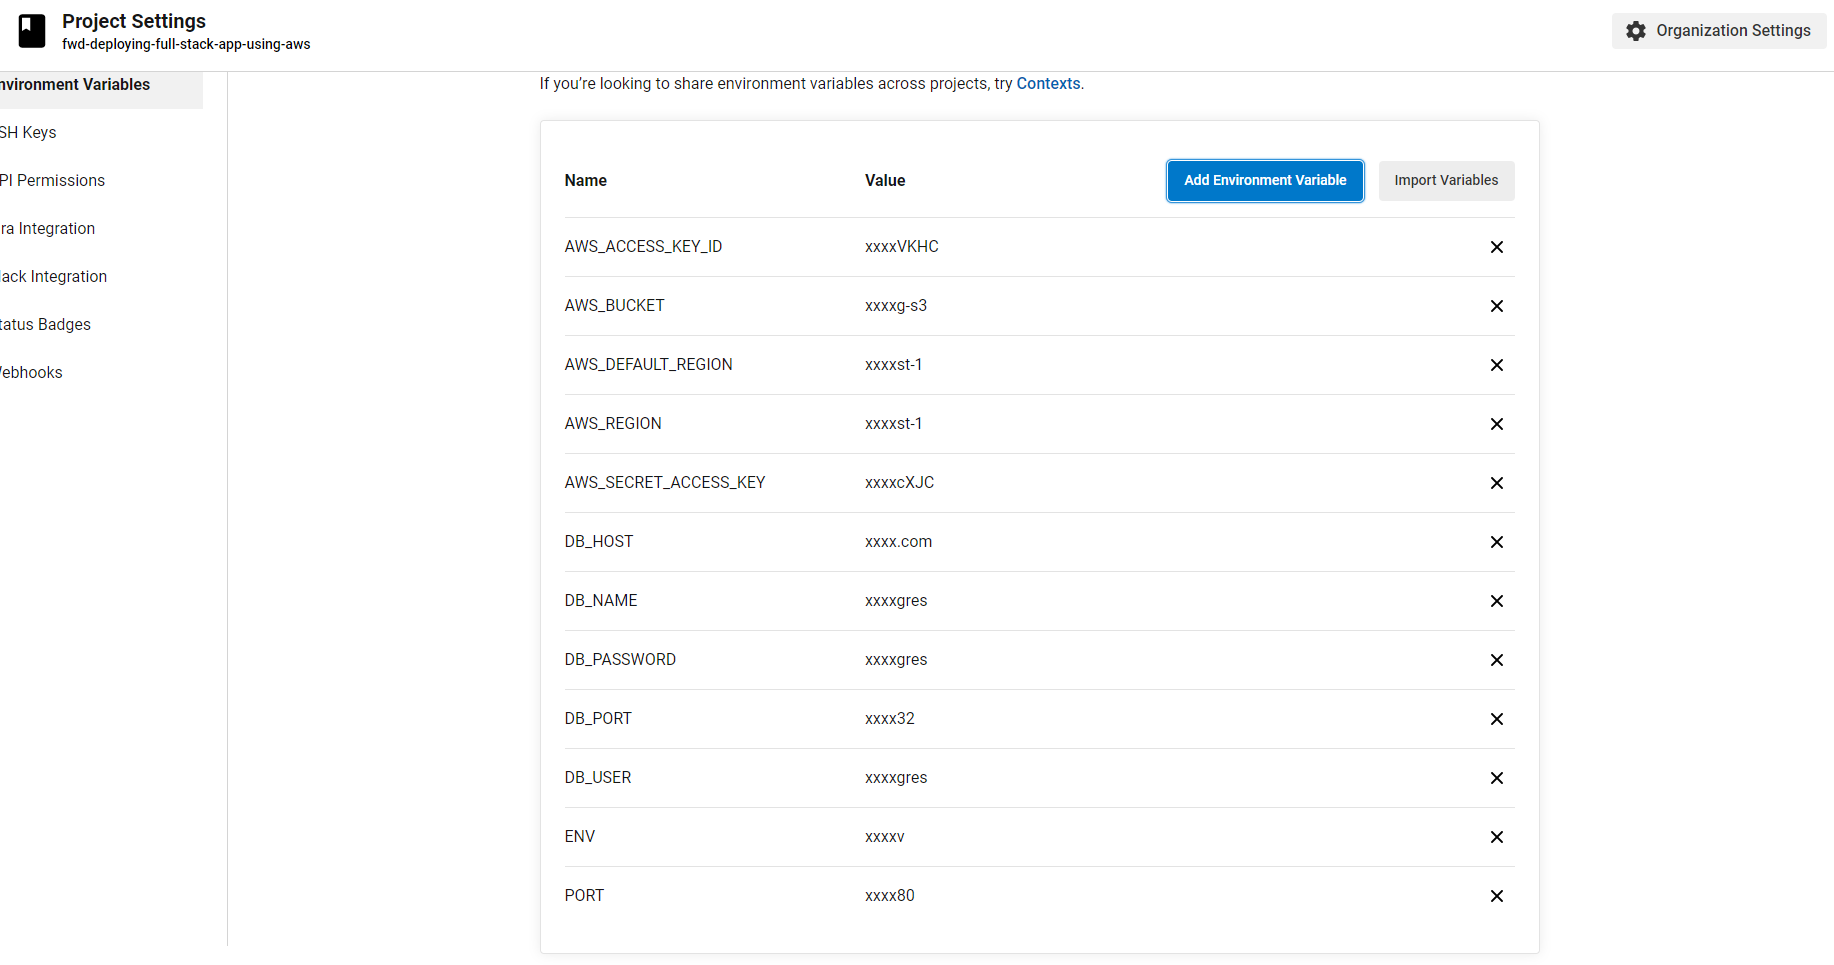 Project Settings
fwd-deploying-full-stack-app-using-aws
Organization Settings
nvironment Variables
SH Keys
PI Permissions
ra Integration
lack Integration
tatus Badges
ebhooks
If you’re looking to share environment variables across projects, try Contexts.
Name Value Add Environment Variable Import Variables
AWS_ACCESS_KEY_ID xxxxVKHC
AWS_BUCKET xxxxg-s3
AWS_DEFAULT_REGION xxxxst-1
AWS_REGION xxxxst-1
AWS_SECRET_ACCESS_KEY xxxxcXJC
DB_HOST xxxx.com
DB_NAME xxxxgres
DB_PASSWORD xxxxgres
DB_PORT xxxx32
DB_USER xxxxgres
ENV xxxxv
PORT xxxx80